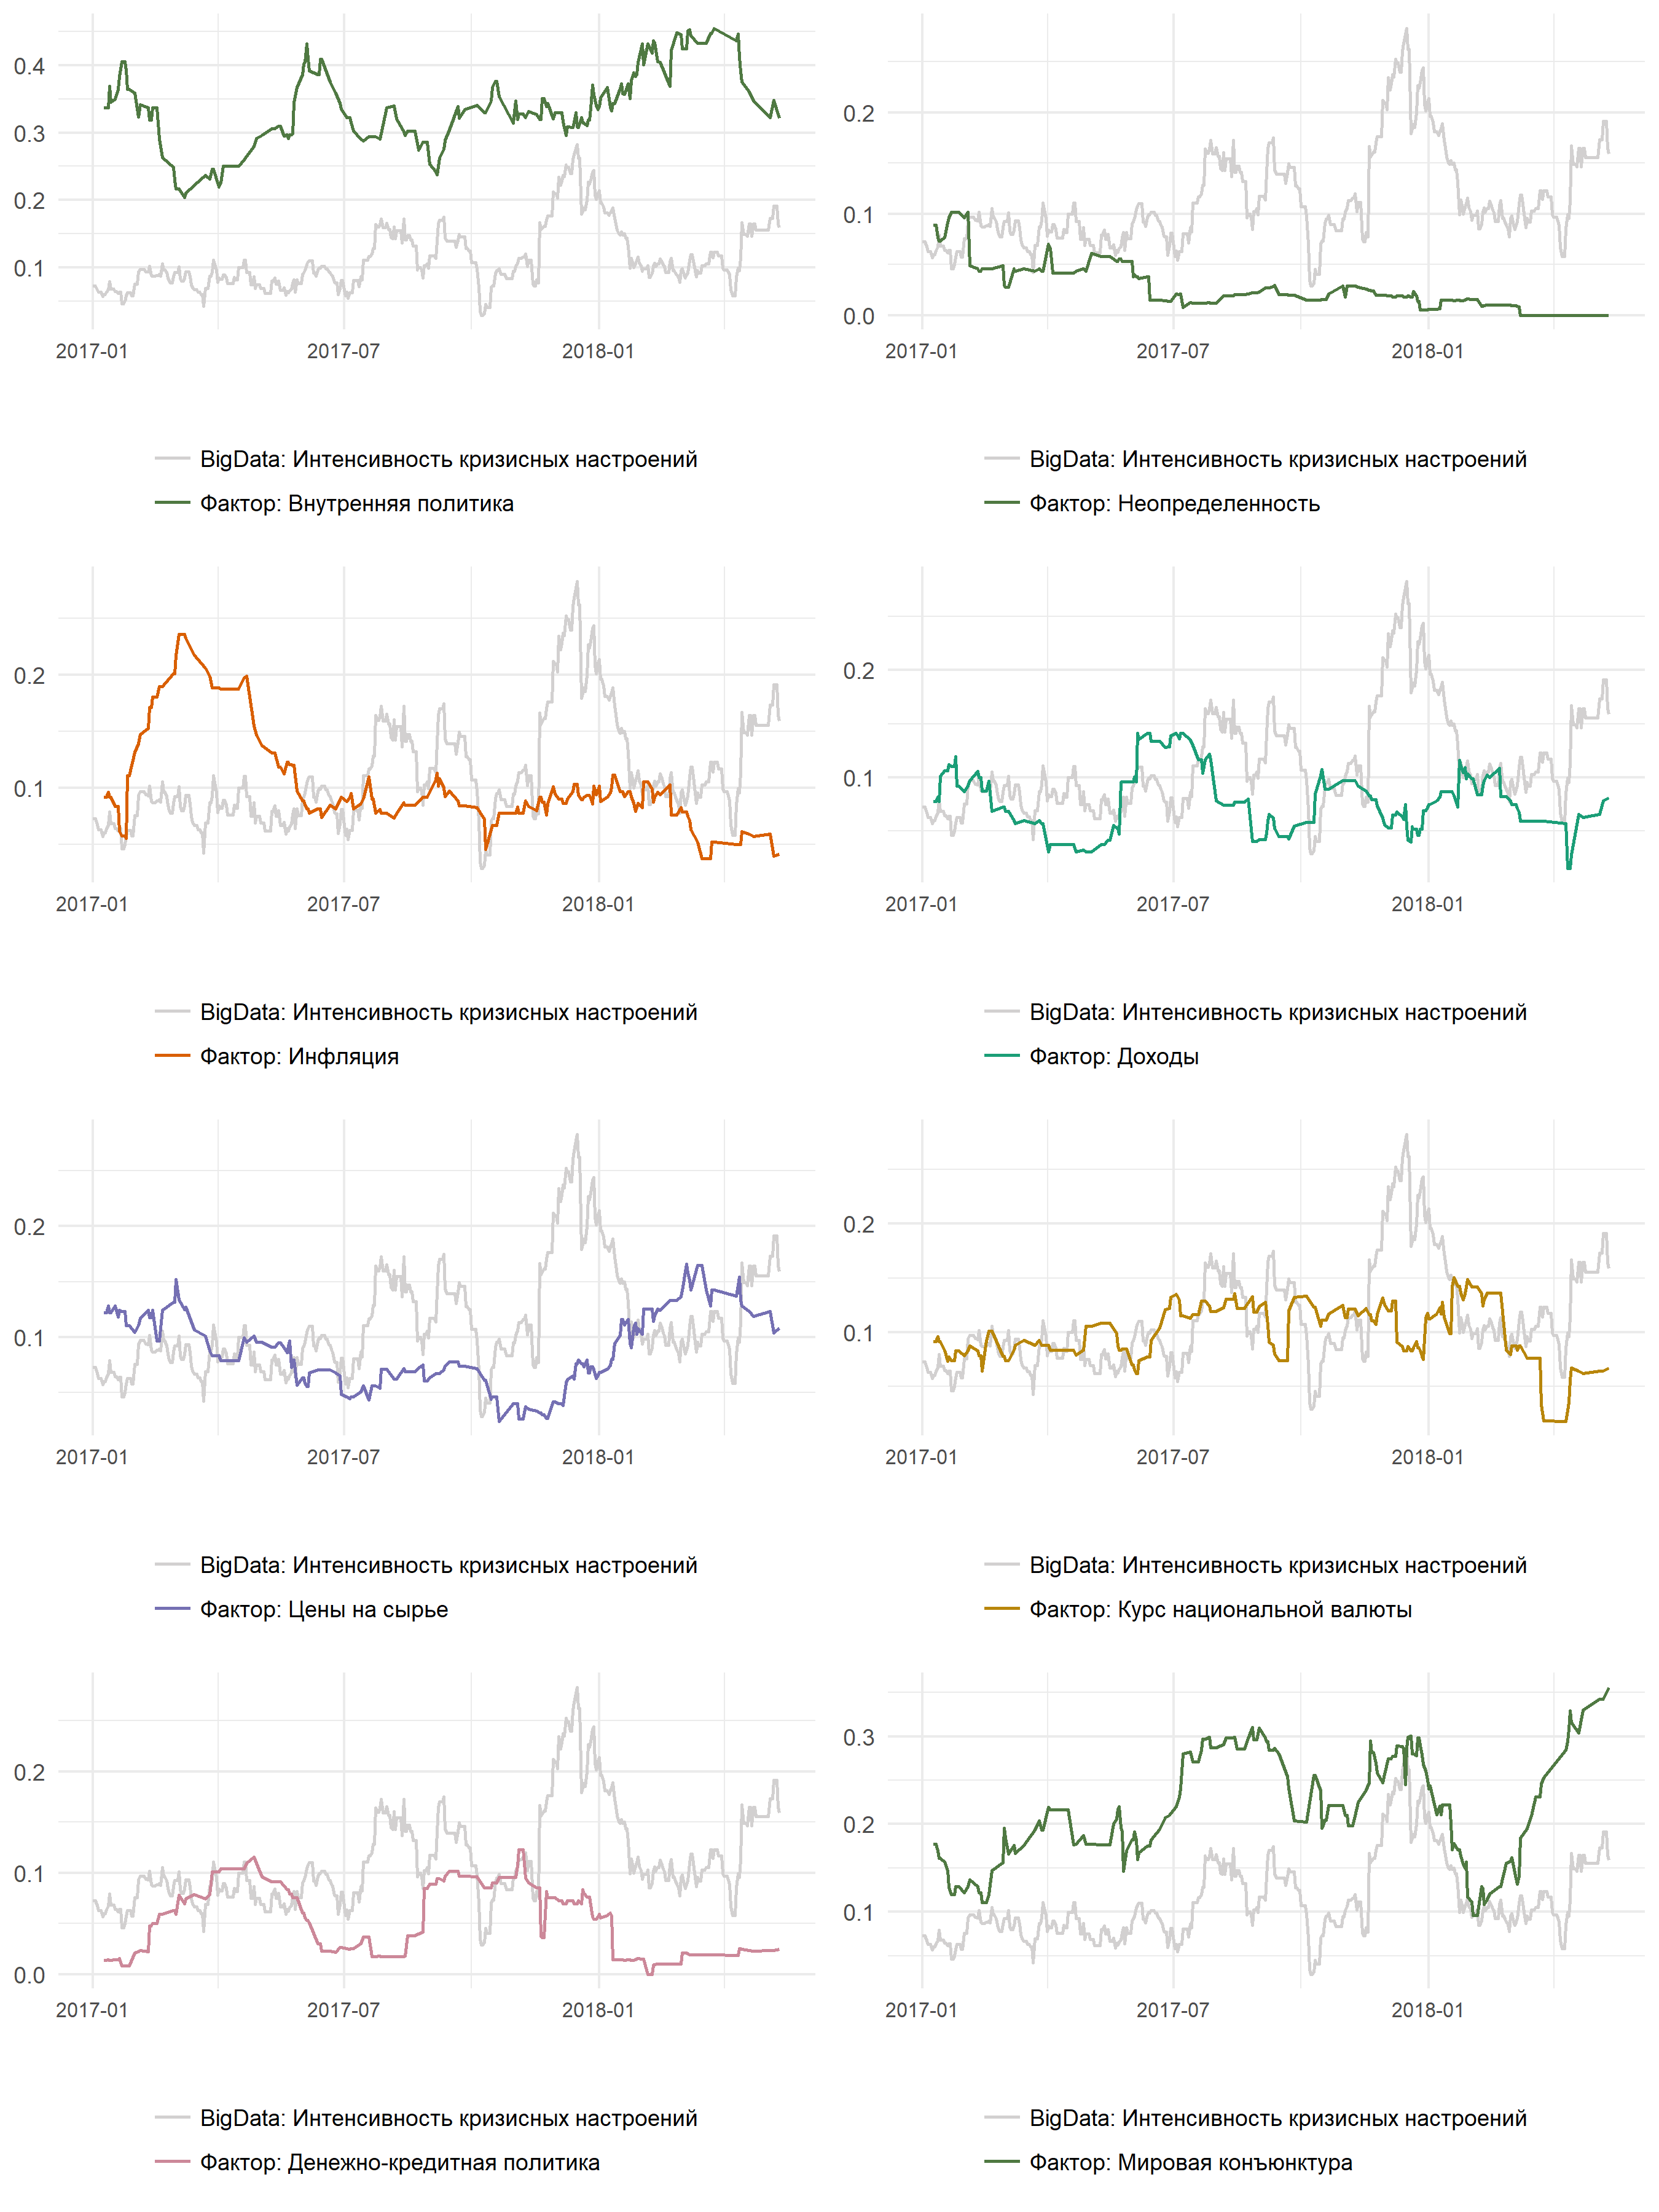 0.4
0.3
0.2
0.1
2017-01 2017-07 2018-01
BigData: Интенсивность кризисных настроений
Фактор: Внутренняя политика
0.2
0.1
0.0
2017-01 2017-07 2018-01
BigData: Интенсивность кризисных настроений
Фактор: Неопределенность
0.2
0.1
2017-01 2017-07 2018-01
BigData: Интенсивность кризисных настроений
Фактор: Инфляция
0.2
0.1
2017-01 2017-07 2018-01
BigData: Интенсивность кризисных настроений
Фактор: Доходы
0.2
0.1
2017-01 2017-07 2018-01
BigData: Интенсивность кризисных настроений
Фактор: Цены на сырье
0.2
0.1
2017-01 2017-07 2018-01
BigData: Интенсивность кризисных настроений
Фактор: Курс национальной валюты
0.2
0.1
0.0
2017-01 2017-07 2018-01
BigData: Интенсивность кризисных настроений
Фактор: Денежно-кредитная политика
0.3
0.2
0.1
2017-01 2017-07 2018-01
BigData: Интенсивность кризисных настроений
Фактор: Мировая конъюнктура